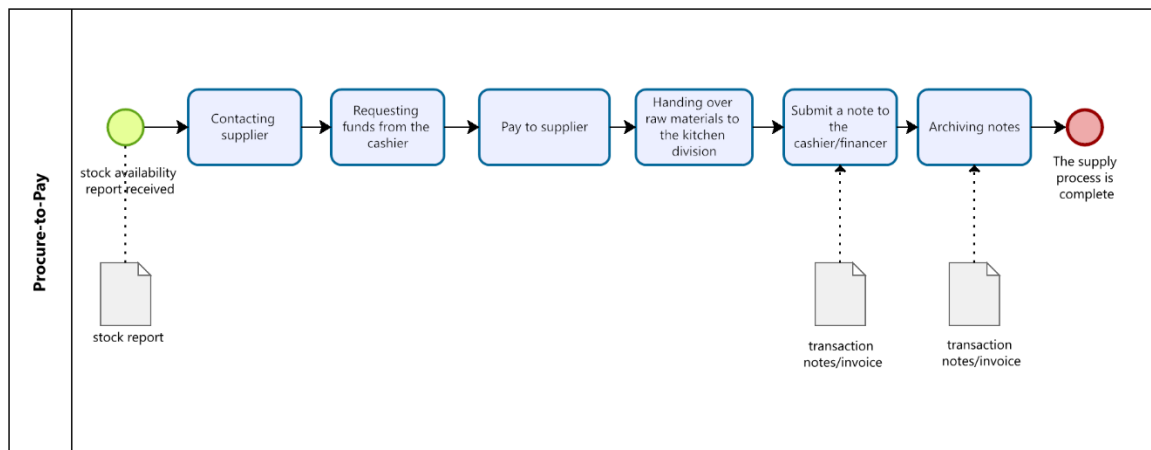 Procure-to-Pay
stock availability
report received
stock report
Contacting
supplier
Requesting
funds from the
cashier
Pay to supplier
Handing over
raw materials to
the kitchen
division
Submit a note to
the
cashier/financer
transaction
notes/invoice
Archiving notes
transaction
notes/invoice
The supply
process is
complete